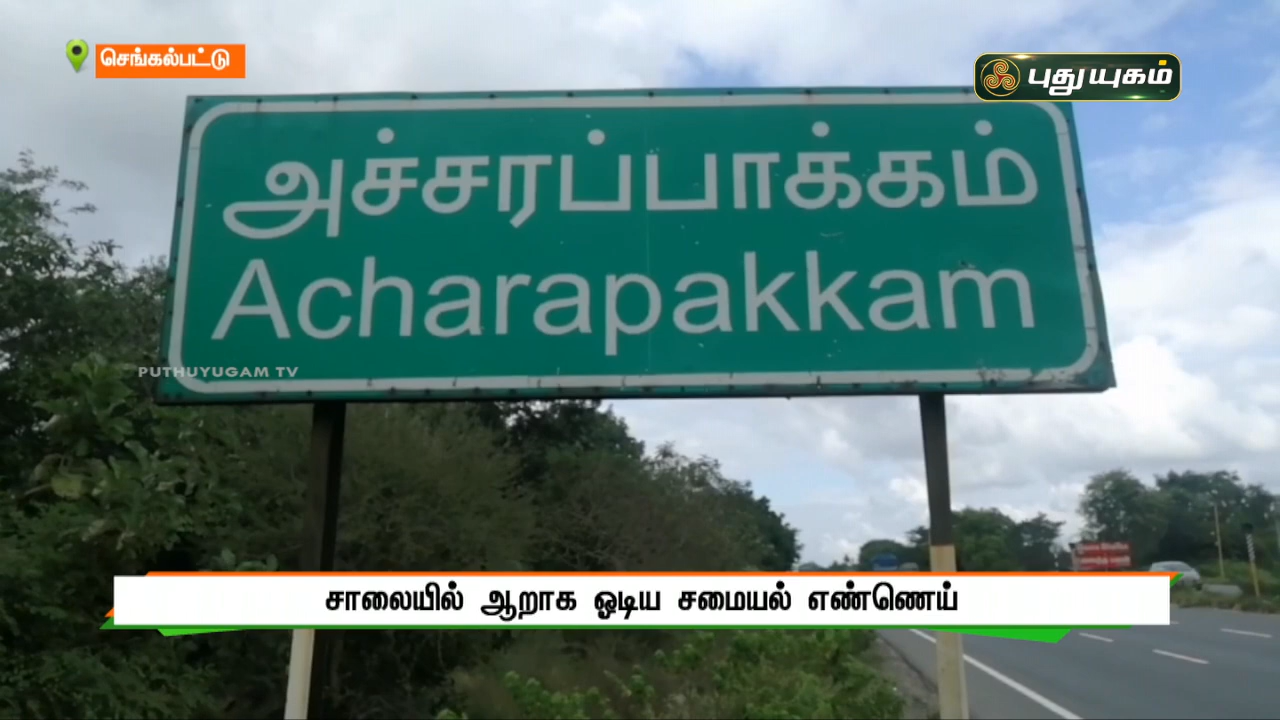 செங்கல்பட்டு
புதுயுகம்
அச்சரப்பாக்கம்
Acharapakkam
PUTHUYUGAM TV
சாலையில் ஆறாக ஓடிய சமையல் எண்ணெய்